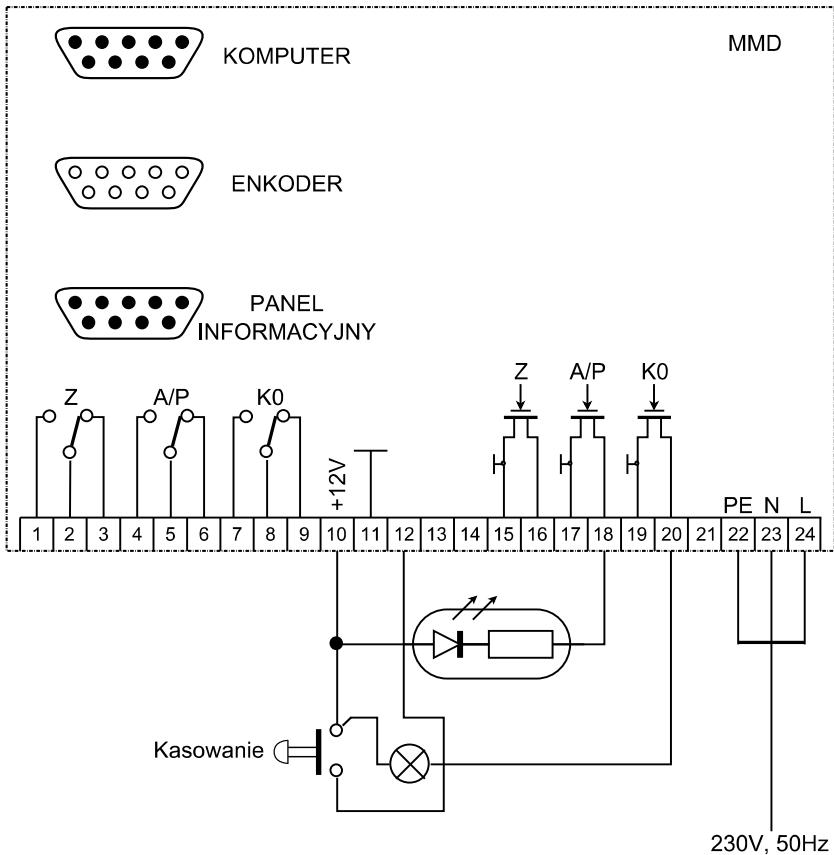 MMD
KOMPUTER
ENKODER
PANEL
INFORMACYJNY
Z A/P K0
Z A/P K0
+12V
PE N L
1 2 3 4 5 6 7 8 9 10 11 12 13 14 15 16 17 18 19 20 21 22 23 24
Kasowanie
230V, 50Hz